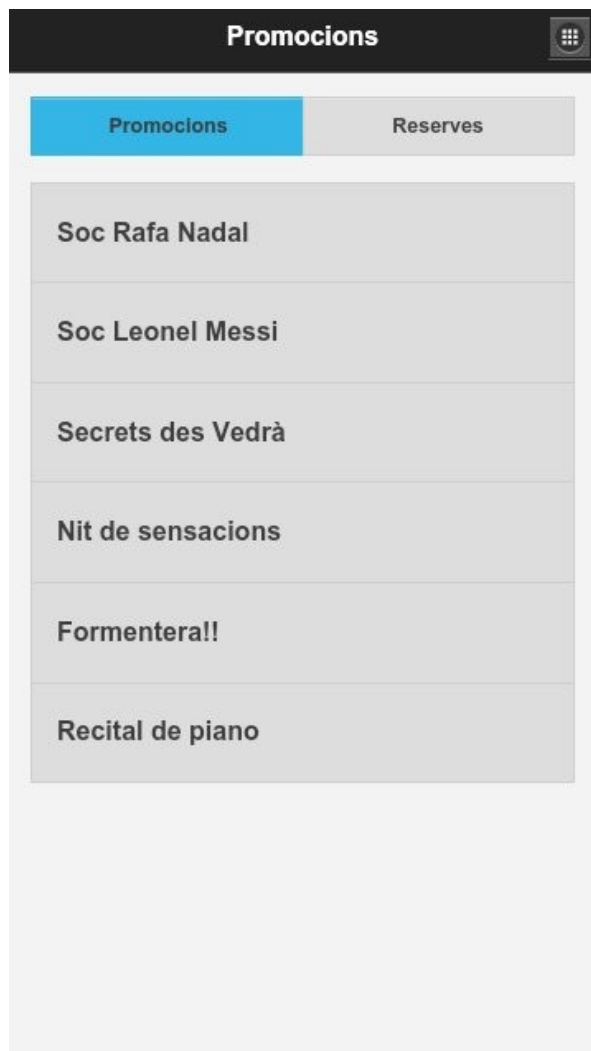 Promocions
Promocions Reserves
Soc Rafa Nadal
Soc Leonel Messi
Secrets des Vedrà
Nit de sensacions
Formentera!!
Recital de piano